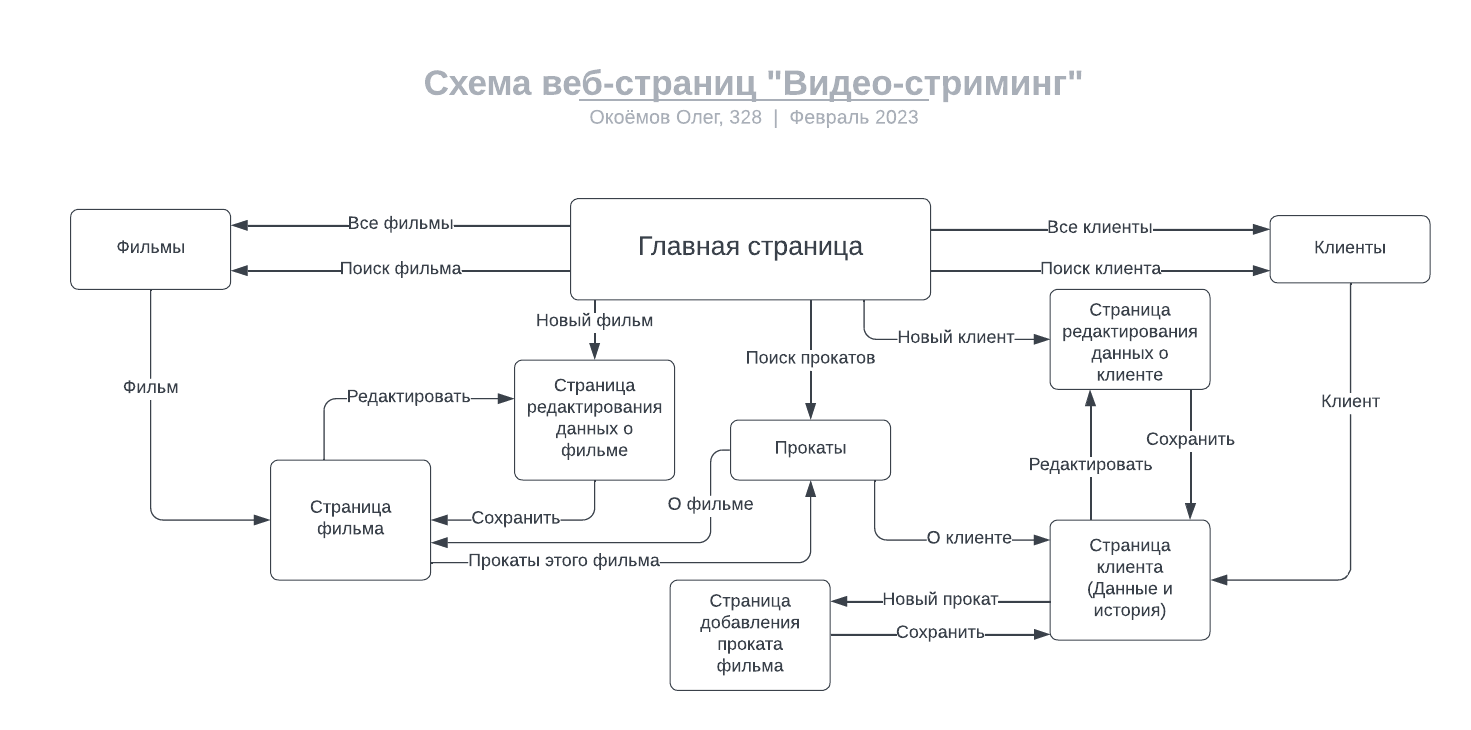 Схема веб-страниц "Видео-стриминг"
Окоёмов Олег, 328 | Февраль 2023
Фильмы
Все фильмы
Поиск фильма
Главная страница
Все клиенты
Поиск клиента
Клиенты
Новый фильм
Поиск прокатов
Новый клиент
Страница
редактирования
данных о
клиенте
Фильм
Редактировать
Страница
редактирования
данных о
фильме
Прокаты
Клиент
Сохранить
Редактировать
Страница
фильма
Сохранить
О фильме
Прокаты этого фильма
О клиенте
Страница
клиента
(Данные и
история)
Страница
добавления
проката
фильма
Новый прокат
Сохранить